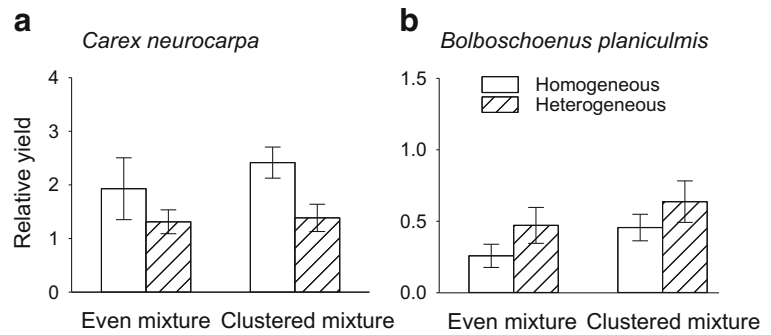 a
Carex neurocarpa
Relative yield
4
3
2
1
0
Even mixture
Clustered mixture
b
Bolboschoenus planiculmis
1.5
1.0
0.5
0.0
Homogeneous
Heterogeneous
Even mixture
Clustered mixture